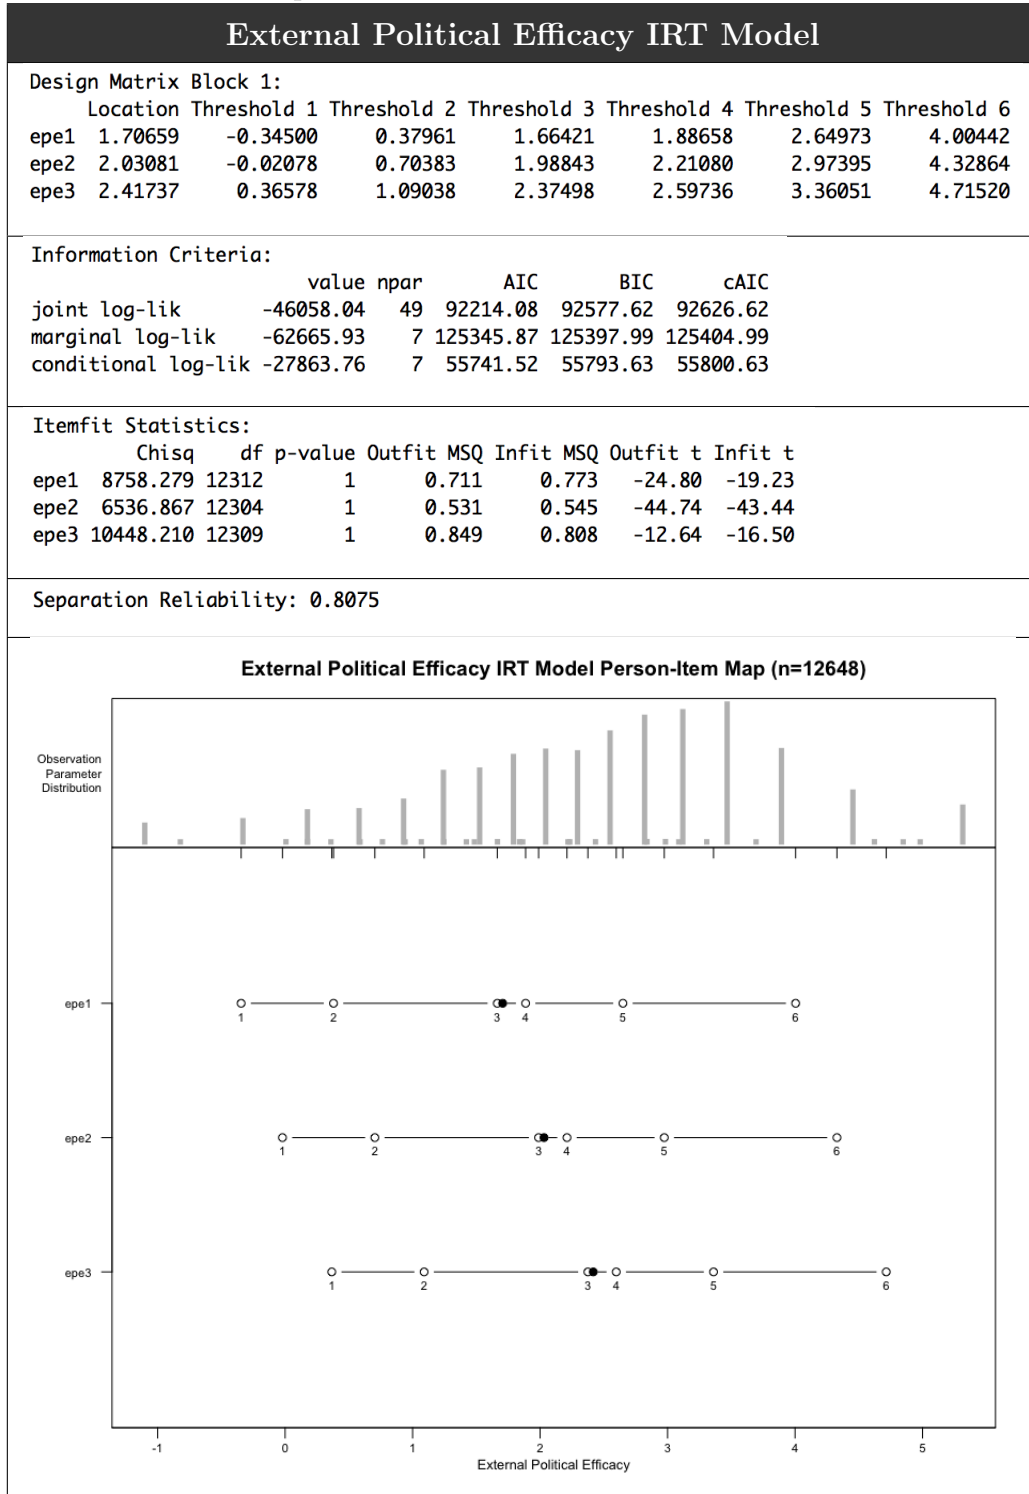 External Political Efficacy IRT Model
Design Matrix Block 1:
Location Threshold 1 Threshold 2 Threshold 3 Threshold 4 Threshold 5 Threshold 6
epe1 1.70659 -0.34500 0.37961 1.66421 1.88658 2.64973 4.00442
epe2 2.03081 -0.02078 0.70383 1.98843 2.21080 2.97395 4.32864
epe3 2.41737 0.36578 1.09038 2.37498 2.59736 3.36051 4.71520
Information Criteria:
value npar AIC BIC cAIC
joint log-lik -46058.04 49 92214.08 92577.62 92626.62
marginal log-lik -62665.93 7 125345.87 125397.99 125404.99
conditional log-lik -27863.76 7 55741.52 55793.63 55800.63
Itemfit Statistics:
Chisq df p-value Outfit MSQ Infit MSQ Outfit t Infit t
epe1 8758.279 12312 1 0.711 0.773 -24.80 -19.23
epe2 6536.867 12304 1 0.531 0.545 -44.74 -43.44
epe3 10448.210 12309 1 0.849 0.808 -12.64 -16.50
Separation Reliability: 0.8075
External Political Efficacy IRT Model Person-Item Map (n=12648)
Observation
Parameter
Distribution
epe1
1 2 3 4 5 6
epe2
1 2 3 4 5 6
epe3
1 2 3 4 5 6
-1 0 1 2 3 4 5
External Political Efficacy